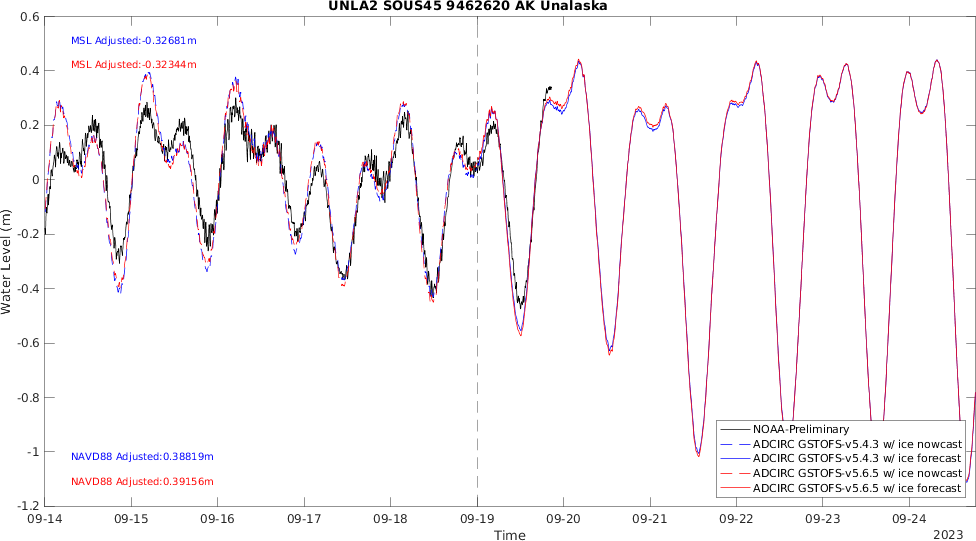 UNLA2 SOUS45 9462620 AK Unalaska
0.6
0.4
0.2
0
-0.2
-0.4
-0.6
-0.8
-1
-1.2
Water Level (m)
MSL Adjusted:-0.32681m
MSL Adjusted:-0.32344m
NAVD88 Adjusted:0.38819m
NAVD88 Adjusted:0.39156m
NOAA-Preliminary
ADCIRC GSTOFS-v5.4.3 w/ ice nowcast
ADCIRC GSTOFS-v5.4.3 w/ ice forecast
ADCIRC GSTOFS-v5.6.5 w/ ice nowcast
ADCIRC GSTOFS-v5.6.5 w/ ice forecast
09-14 09-15 09-16 09-17 09-18 09-19 09-20 09-21 09-22 09-23 09-24
Time
2023